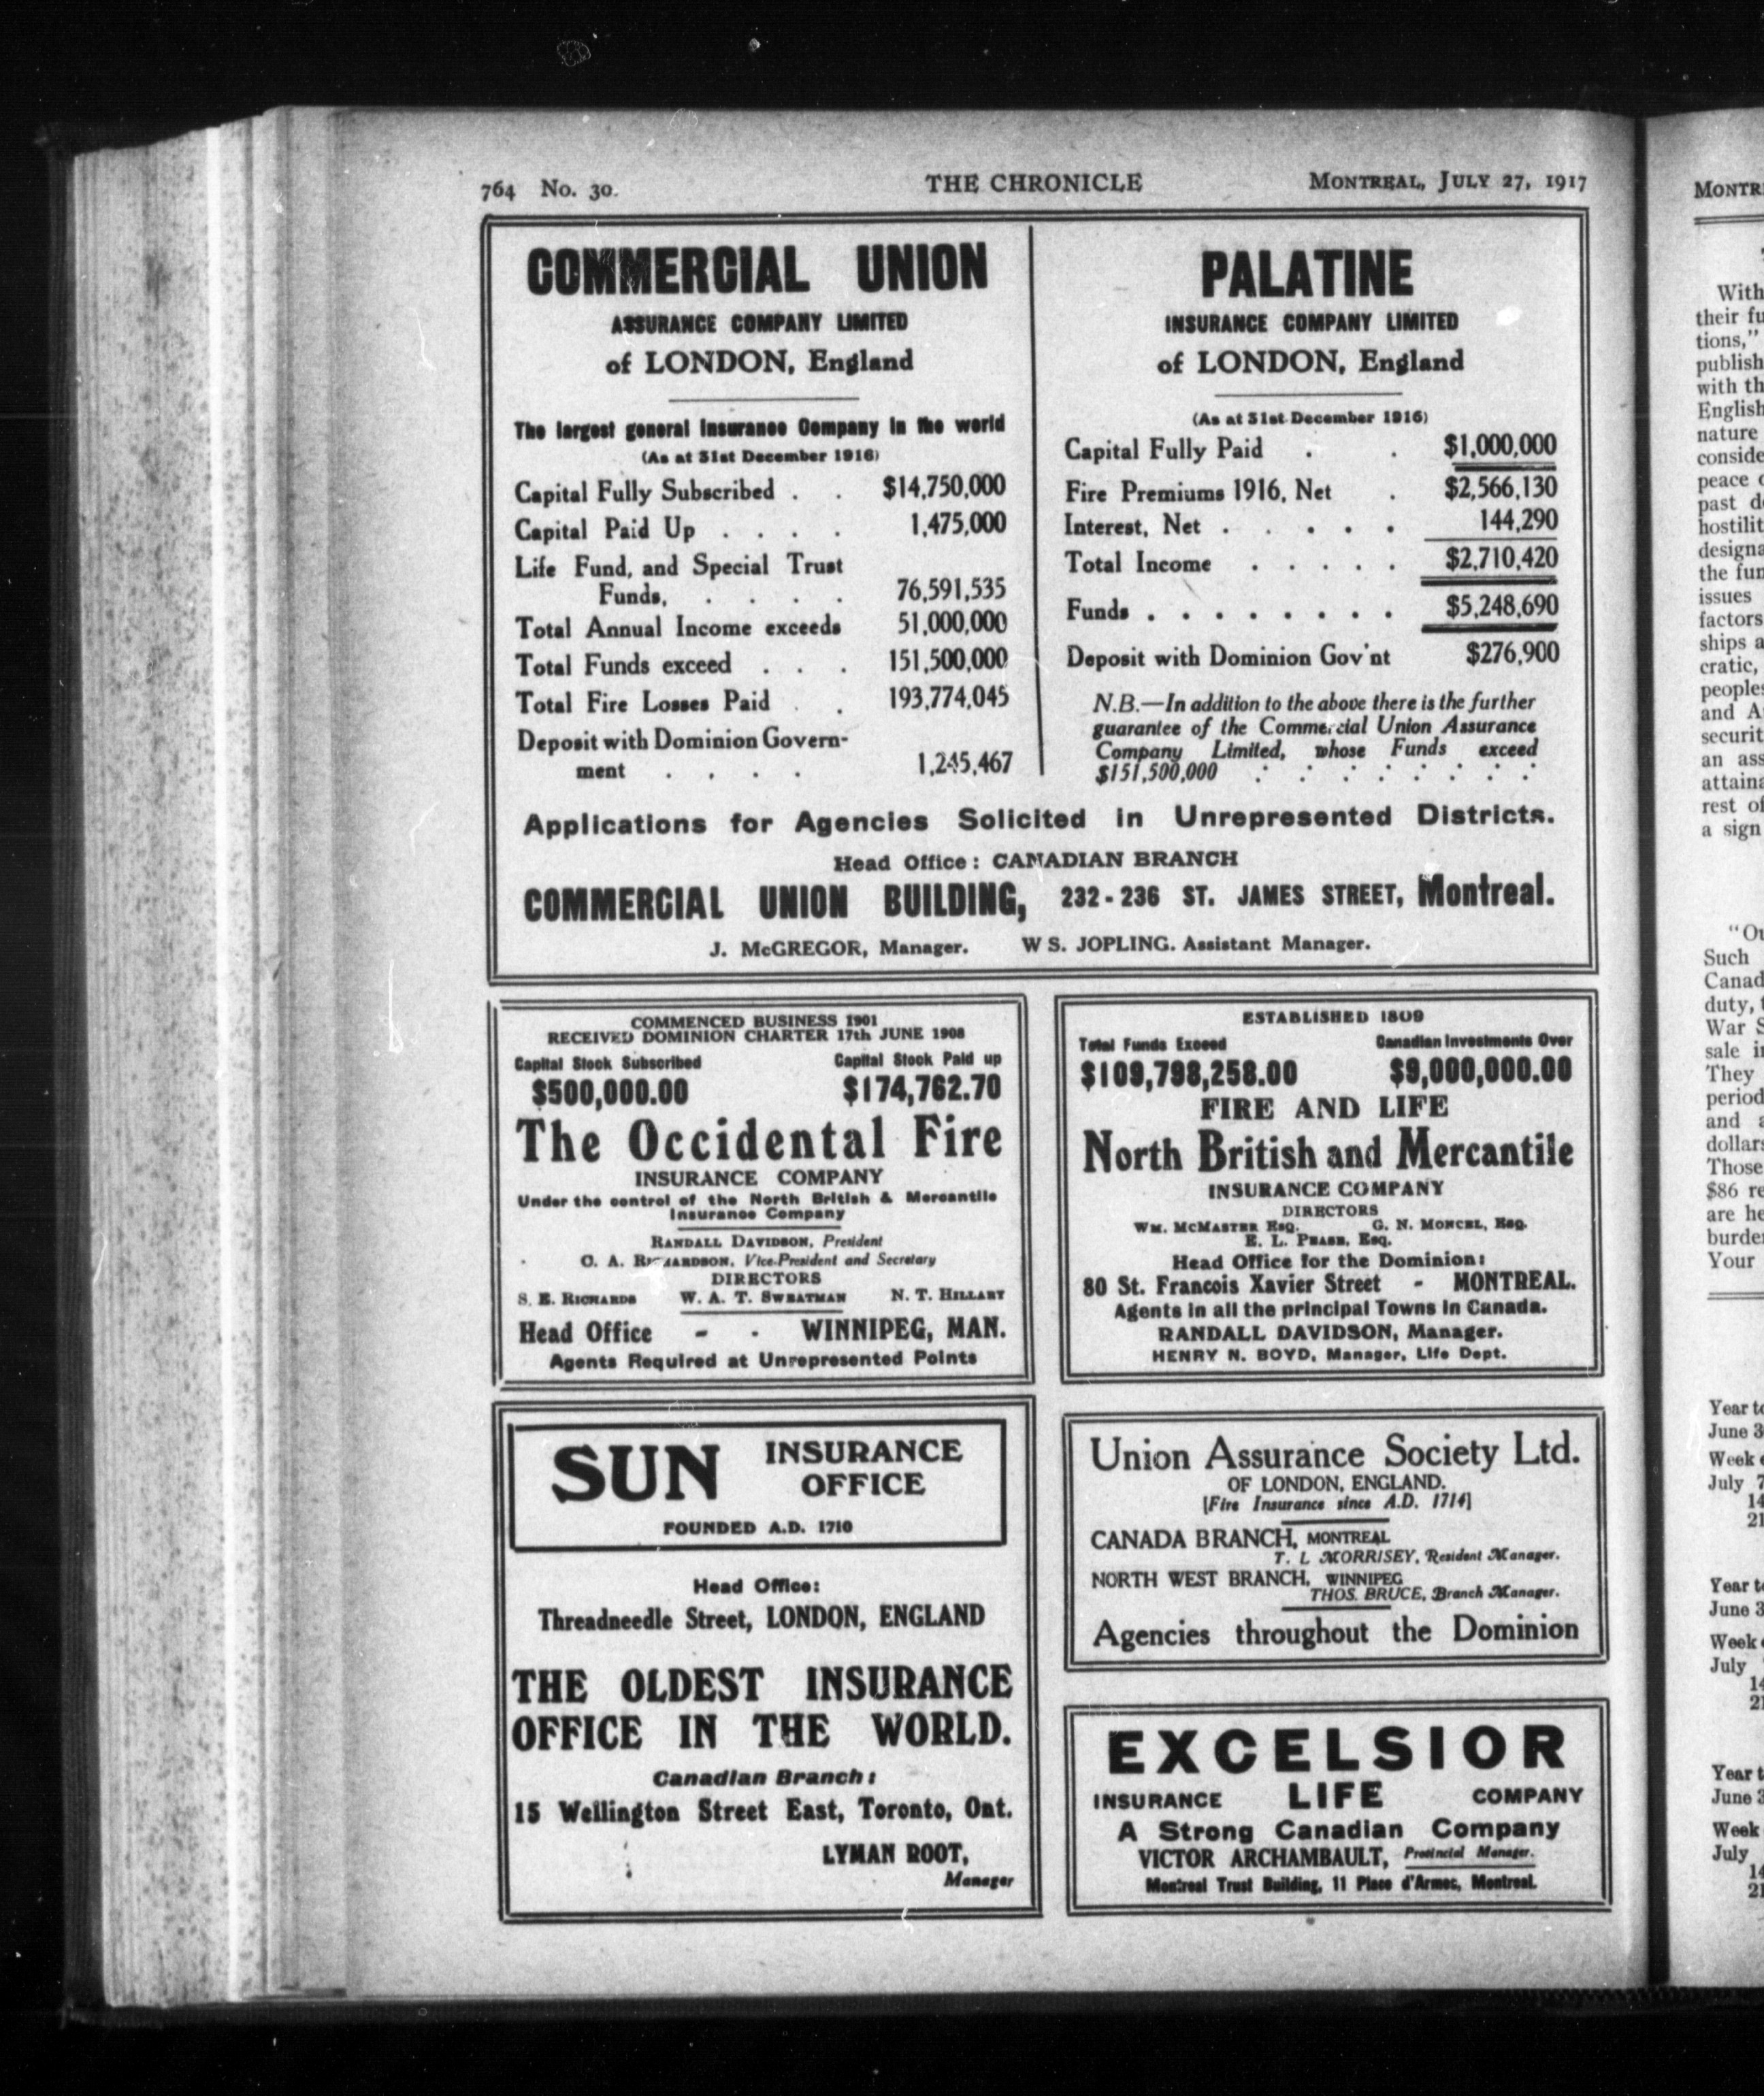 764 No. 30.
THE CHRONICLE
MONTREAL, JULY 27, 1917
COMMERCIAL UNION
ASSURANCE COMPANY LIMITED
of LONDON, England
The largest general Insurance Company in the world
(As at 31st December 1916)
Capital Fully Subscribed . . $14,750,000
Capital Paid Up . . . . 1,475,000
Life Fund, and Special Trust
Funds, . . . . 76,591,535
Total Annual Income exceeds 51,000,000
Total Funds exceed . . . 151,500,000
Total Fire Losses Paid . . 193,774,045
Deposit with Dominion Govern-
ment . . . . 1,245,467
PALATINE
INSURANCE COMPANY LIMITED
of LONDON, England
(As at 31st December 1916)
Capital Fully Paid . . $1,000,000
Fire Premiums 1916, Net . $2,566,130
Interest, Net . . . . . 144,290
Total Income . . . . . $2,710,420
Funds . . . . . . . . $5,248,690
Deposit with Dominion Gov'nt $276,900
N.B.—In addition to the above there is the further
guarantee of the Commercial Union Assurance
Company Limited, whose Funds exceed
$151,500,000
Applications for Agencies Solicited in Unrepresented Districts.
Head Office: CANADIAN BRANCH
COMMERCIAL UNION BUILDING, 232-236 ST. JAMES STREET, Montreal.
J. McGREGOR, Manager. W S. JOPLING. Assistant Manager.
COMMENCED BUSINESS 1901
RECEIVED DOMINION CHARTER 17th JUNE 1908
Capital Stock Subscribed Capital Stock Paid up
$500,000.00 $174,762.70
The Occidental Fire
INSURANCE COMPANY
Under the control of the North British & Mercantile
Insurance Company
RANDALL DAVIDSON, President
C. A. RICHARDSON, Vice-President and Secretary
DIRECTORS
S. E. RICHARDS W. A. T. SWEATMAN N. T. HILLARY
Head Office - - WINNIPEG, MAN.
Agents Required at Unrepresented Points
ESTABLISHED 1809
Total Funds Exceed Canadian Investments Over
$109,798,258.00 $9,000,000.00
FIRE AND LIFE
North British and Mercantile
INSURANCE COMPANY
DIRECTORS
WM. MCMASTER ESQ. G. N. MONCEL, ESQ.
E. L. PEASE, ESQ.
Head Office for the Dominion:
80 St. Francois Xavier Street - MONTREAL.
Agents in all the principal Towns in Canada.
RANDALL DAVIDSON, Manager.
HENRY N. BOYD, Manager, Life Dept.
SUN INSURANCE
OFFICE
FOUNDED A.D. 1710
Head Office:
Threadneedle Street, LONDON, ENGLAND
THE OLDEST INSURANCE
OFFICE IN THE WORLD.
Canadian Branch:
15 Wellington Street East, Toronto, Ont.
LYMAN ROOT,
Manager
Union Assurance Society Ltd.
OF LONDON, ENGLAND.
[Fire Insurance since A.D. 1714]
CANADA BRANCH, MONTREAL
T. L MORRISEY, Resident Manager.
NORTH WEST BRANCH, WINNIPEG
THOS. BRUCE, Branch Manager.
Agencies throughout the Dominion
EXCELSIOR
INSURANCE LIFE COMPANY
A Strong Canadian Company
VICTOR ARCHAMBAULT, Provincial Manager.
Montreal Trust Building, 11 Place d'Armes, Montreal.